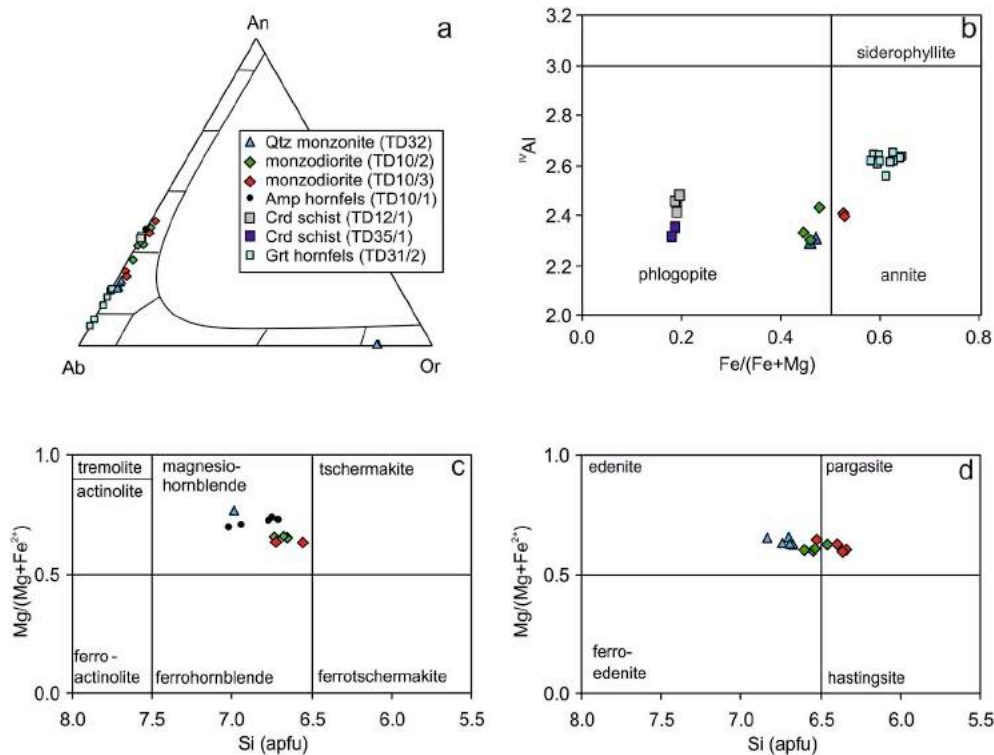 a
An
Ab
Or
Qtz monzonite (TD32)
monzodiorite (TD10/2)
monzodiorite (TD10/3)
Amp hornfels (TD10/1)
Crd schist (TD12/1)
Crd schist (TD35/1)
Grt hornfels (TD31/2)
b
3.2
3.0
2.8
2.6
2.4
2.2
2.0
IVAl
siderophyllite
phlogopite
annite
0.0
0.2
0.4
0.6
0.8
Fe/(Fe+Mg)
c
1.0
0.5
0.0
Mg/(Mg+Fe2+)
tremolite
actinolite
magnesio-
hornblende
tschermakite
ferro-
actinolite
ferrohornblende
ferrotschermakite
8.0
7.5
7.0
6.5
6.0
5.5
Si (apfu)
d
1.0
0.5
0.0
Mg/(Mg+Fe2+)
edenite
pargasite
ferro-
edenite
hastingsite
8.0
7.5
7.0
6.5
6.0
5.5
Si (apfu)